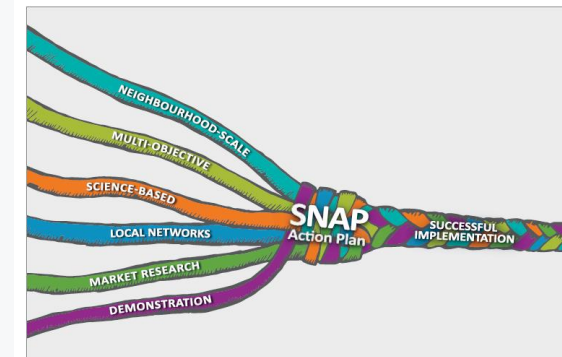 NEIGHBOURHOOD-SCALE
MULTI-OBJECTIVE
SCIENCE-BASED
LOCAL NETWORKS
MARKET RESEARCH
DEMONSTRATION
SNAP
Action Plan
SUCCESSFUL
IMPLEMENTATION